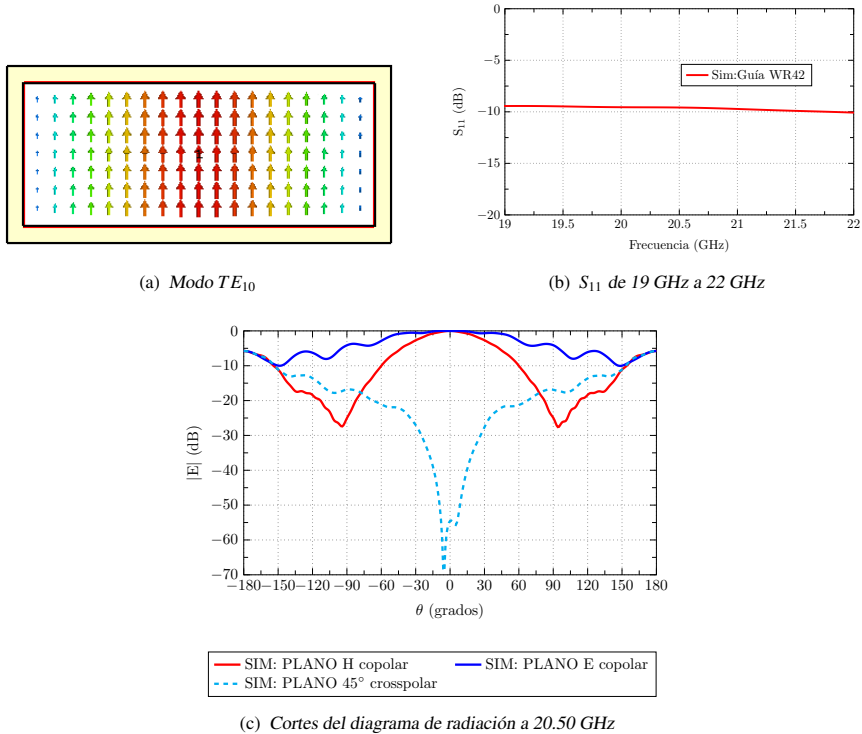 0
−5
−10
−15
−20
S11 (dB)
Sim:Guía WR42
19 19.5 20 20.5 21 21.5 22
Frecuencia (GHz)
(a) Modo TE10
(b) S11 de 19 GHz a 22 GHz
0
−10
−20
−30
−40
−50
−60
−70
|E| (dB)
−180 −150 −120 −90 −60 −30 0 30 60 90 120 150 180
θ (grados)
SIM: PLANO H copolar SIM: PLANO E copolar
SIM: PLANO 45° crosspolar
(c) Cortes del diagrama de radiación a 20.50 GHz